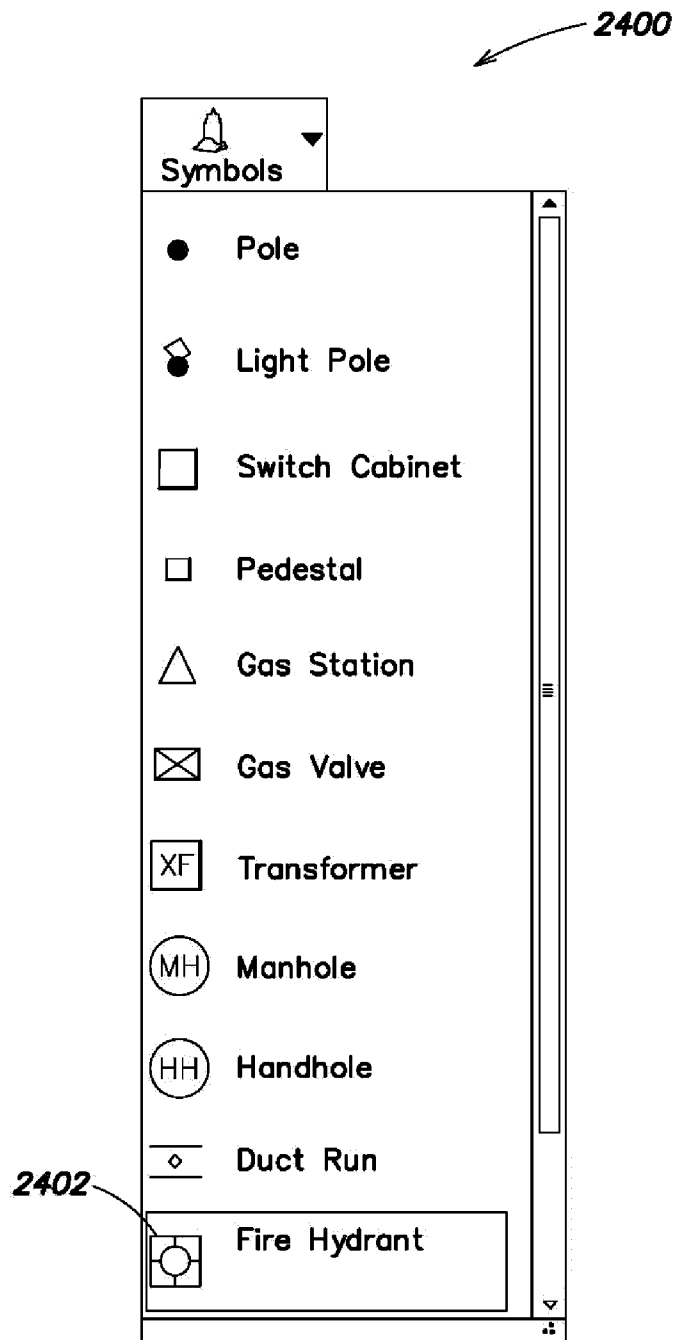 2400
Symbols
Pole
Light Pole
Switch Cabinet
Pedestal
Gas Station
Gas Valve
XF Transformer
MH Manhole
HH Handhole
Duct Run
2402
Fire Hydrant